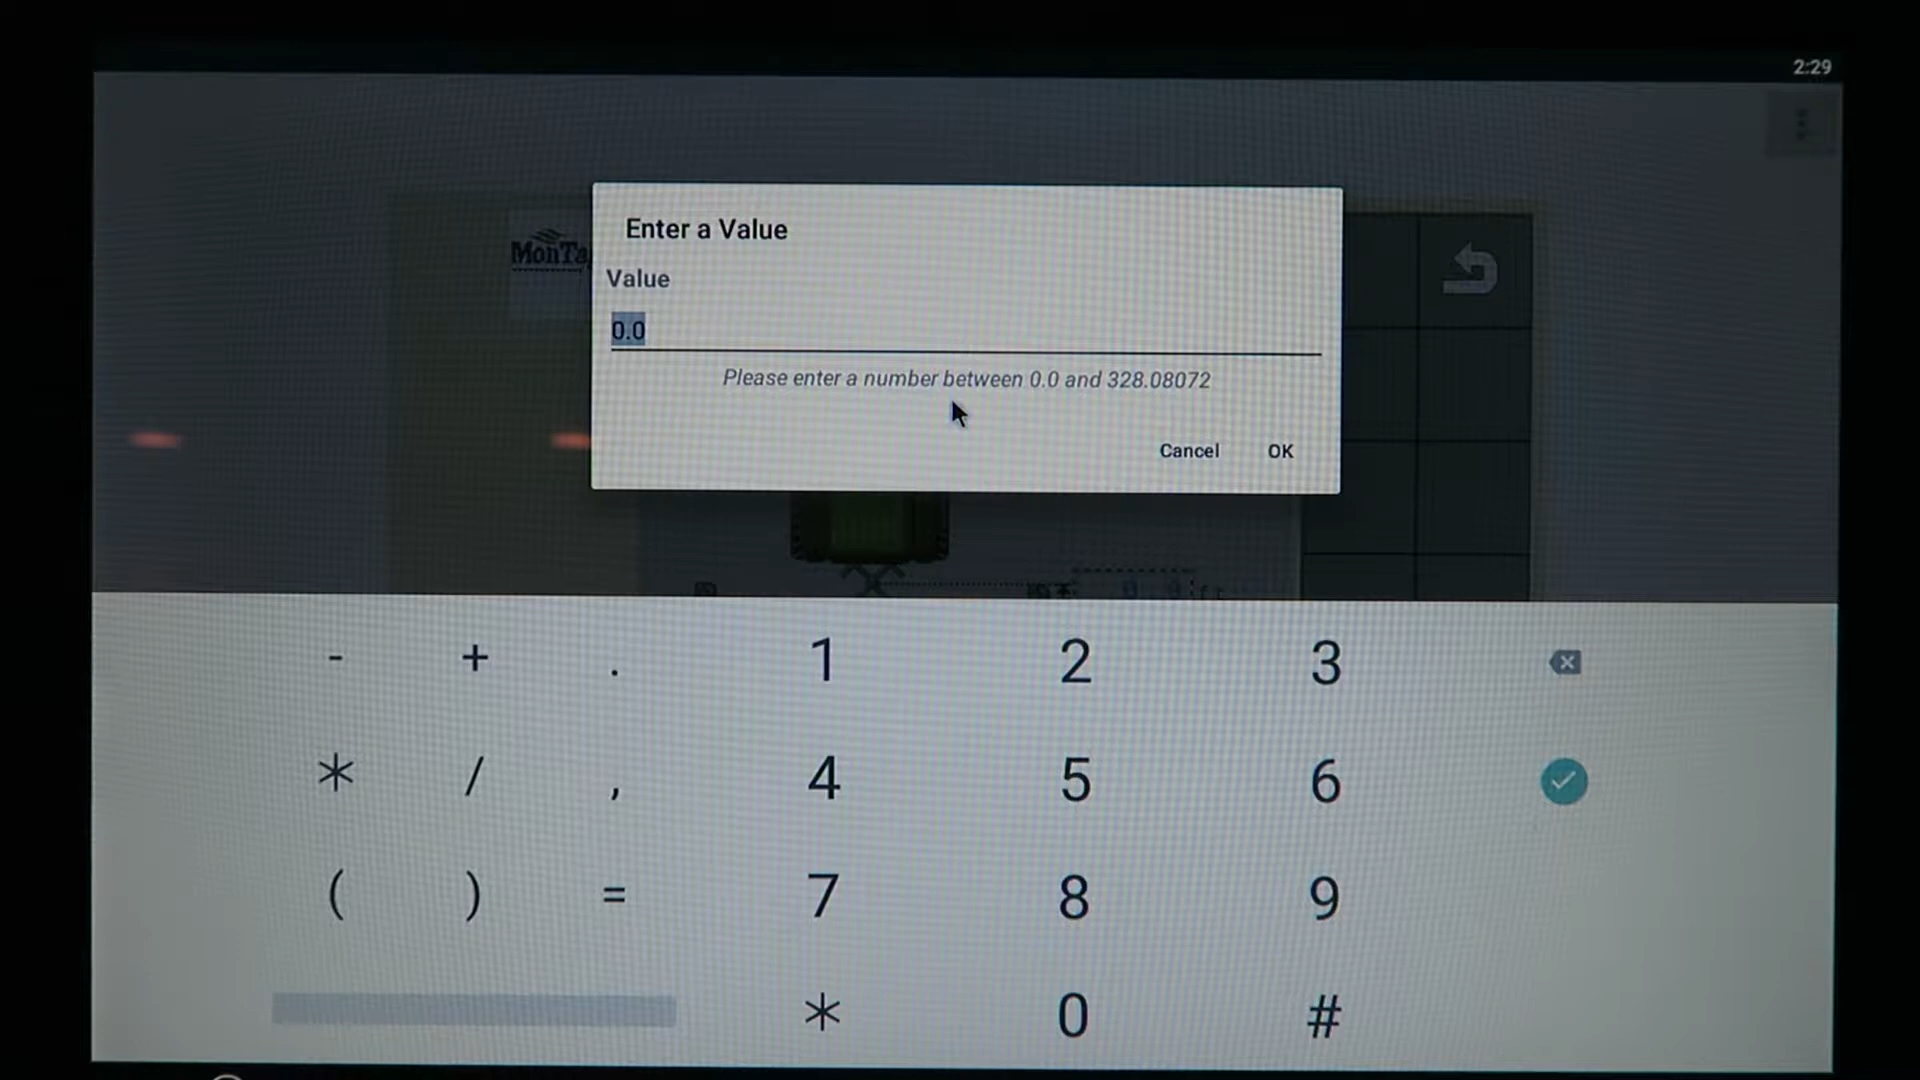 2:29
MonTa
Enter a Value
Value
0.0
Please enter a number between 0.0 and 328.08072
Cancel OK
- + . 1 2 3
* / , 4 5 6
( ) = 7 8 9
* 0 #